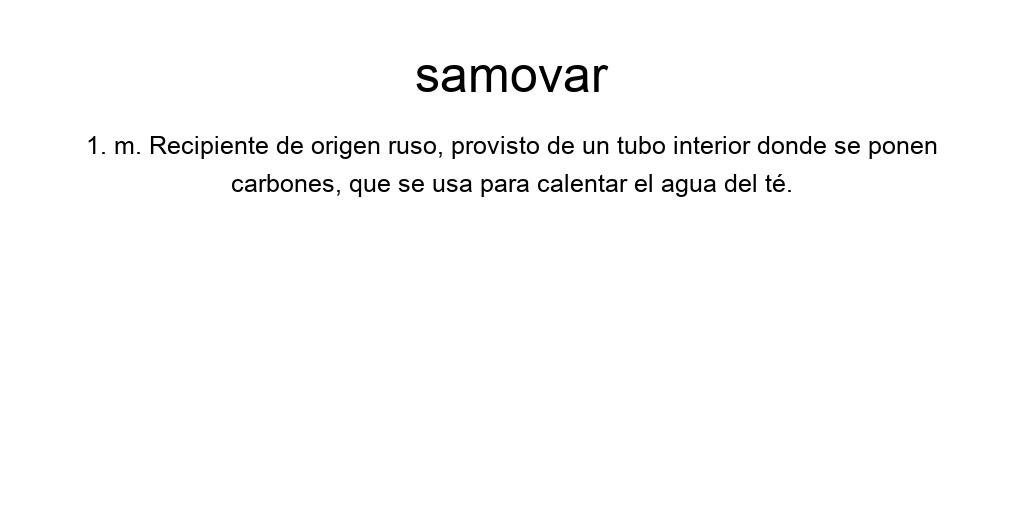 samovar
1. m. Recipiente de origen ruso, provisto de un tubo interior donde se ponen
carbones, que se usa para calentar el agua del té.